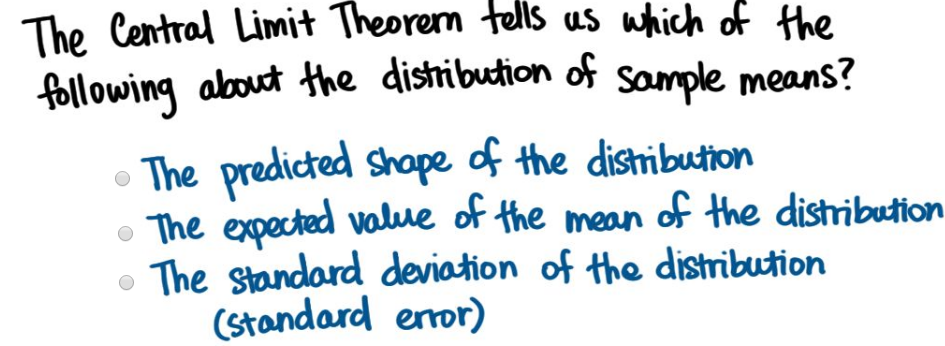 The Central Limit Theorem tells us which of the
following about the distribution of sample means?
The predicted shape of the distribution
The expected value of the mean of the distribution
The standard deviation of the distribution
(standard error)